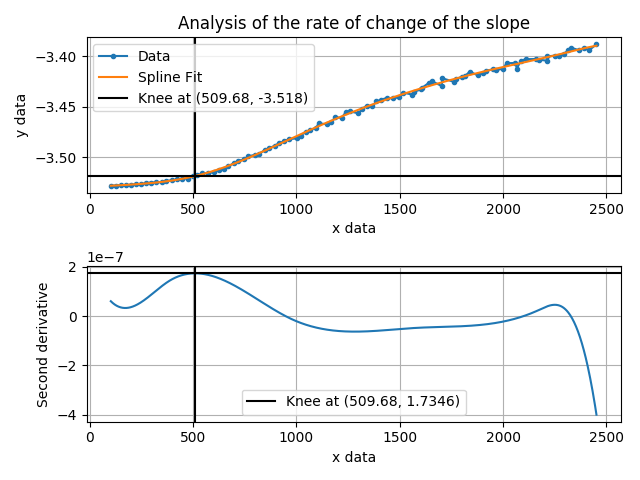 Analysis of the rate of change of the slope
Data
Spline Fit
Knee at (509.68, -3.518)
y data
−3.40
−3.45
−3.50
0
500
1000
1500
2000
2500
x data
1e−7
Second derivative
2
0
−2
−4
Knee at (509.68, 1.7346)
0
500
1000
1500
2000
2500
x data